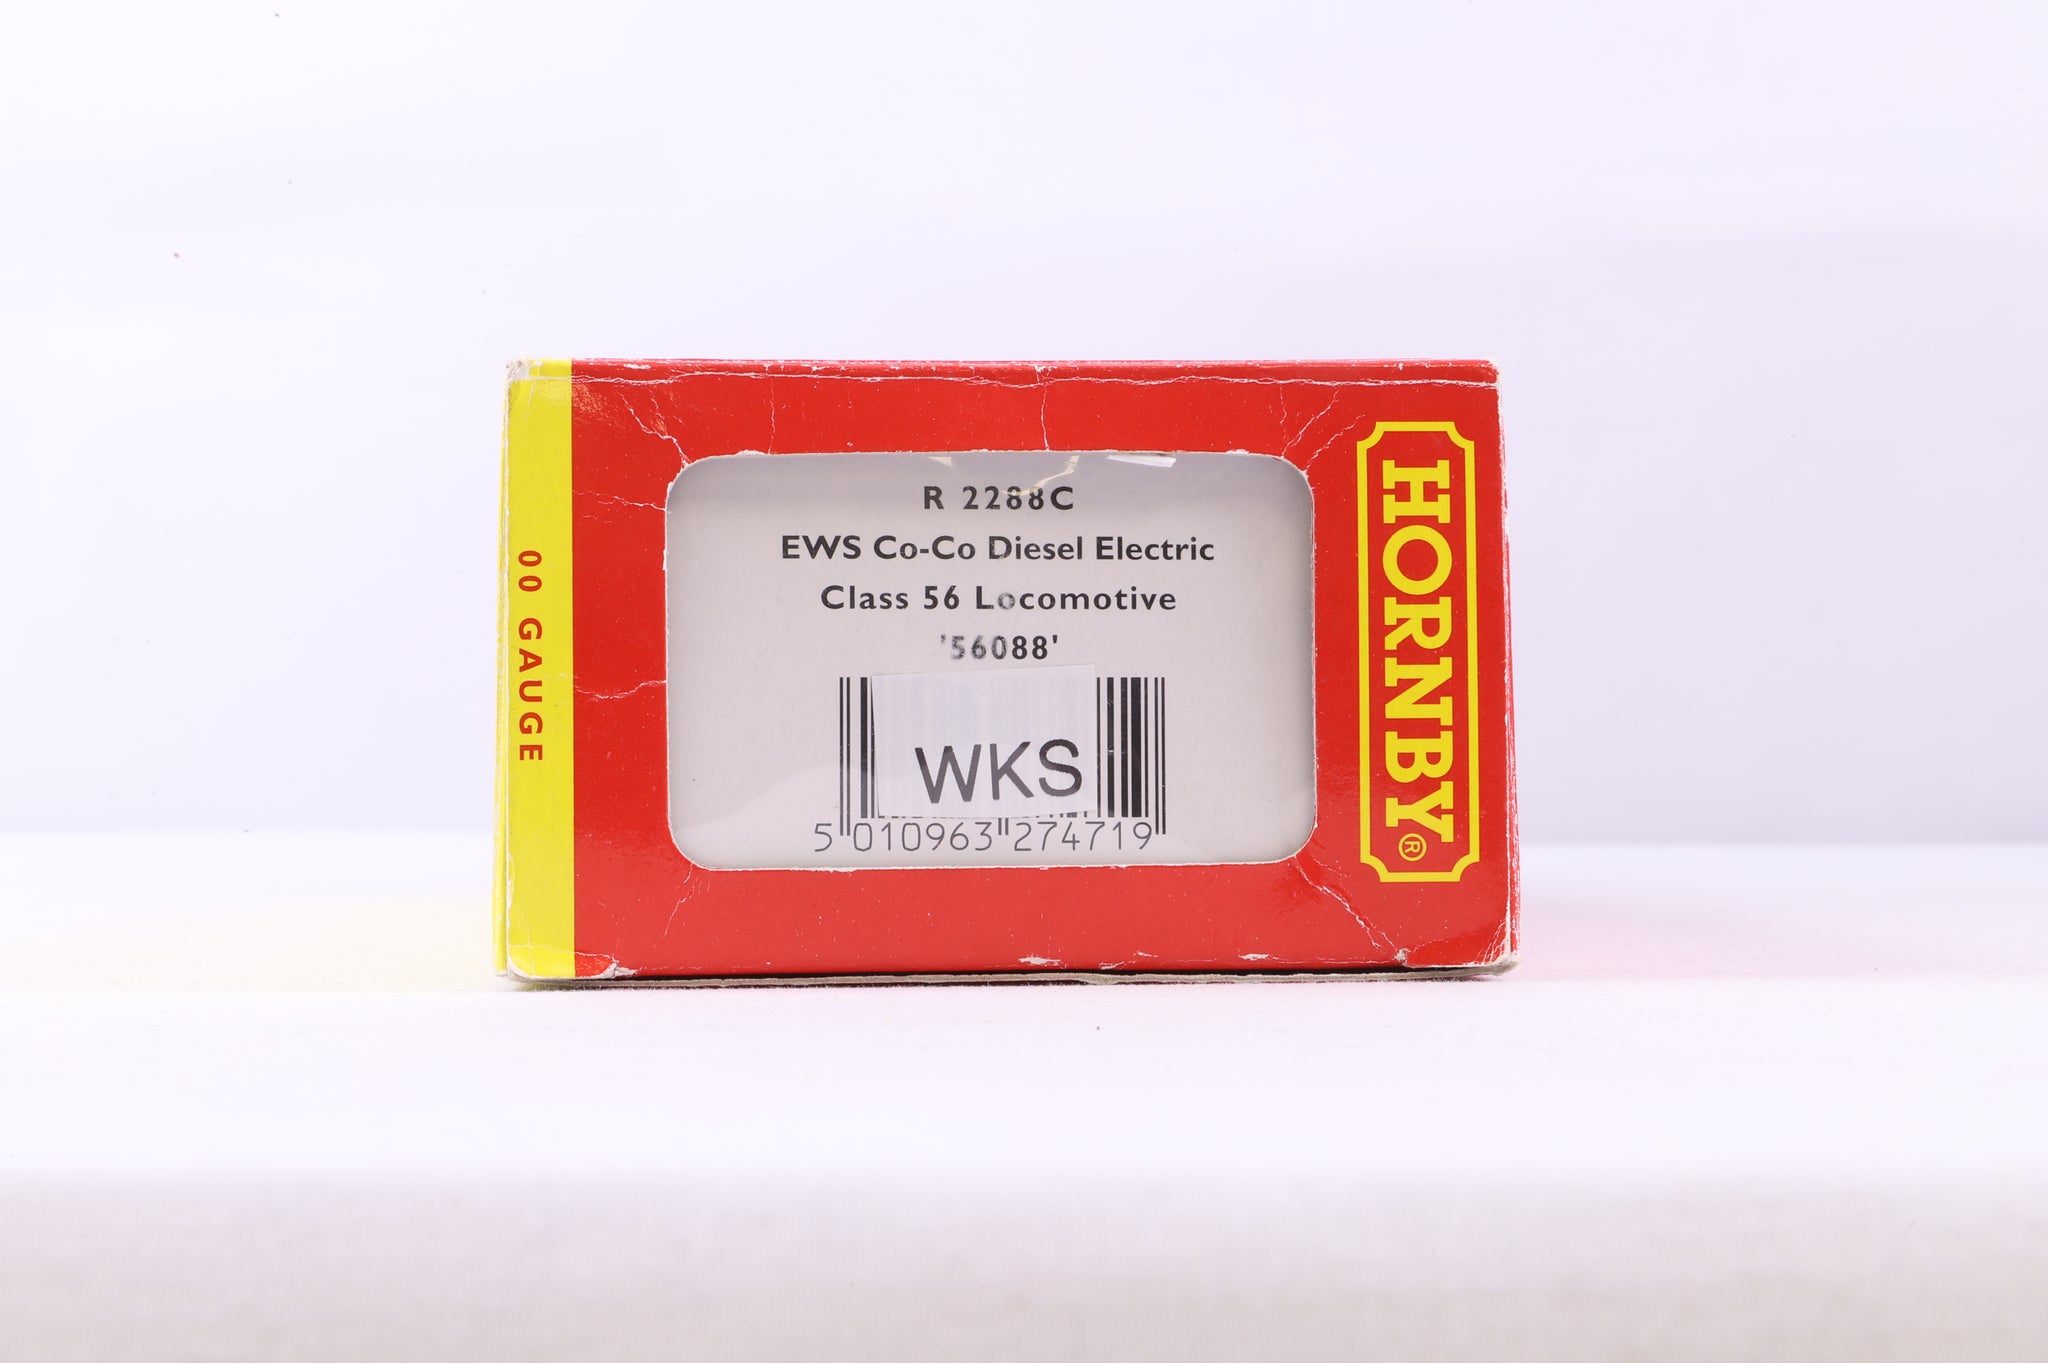 R 2288C
EWS Co-Co Diesel Electric
Class 56 Locomotive
'56088'
WKS
5 010963 274719
00 GAUGE
HORNBY®